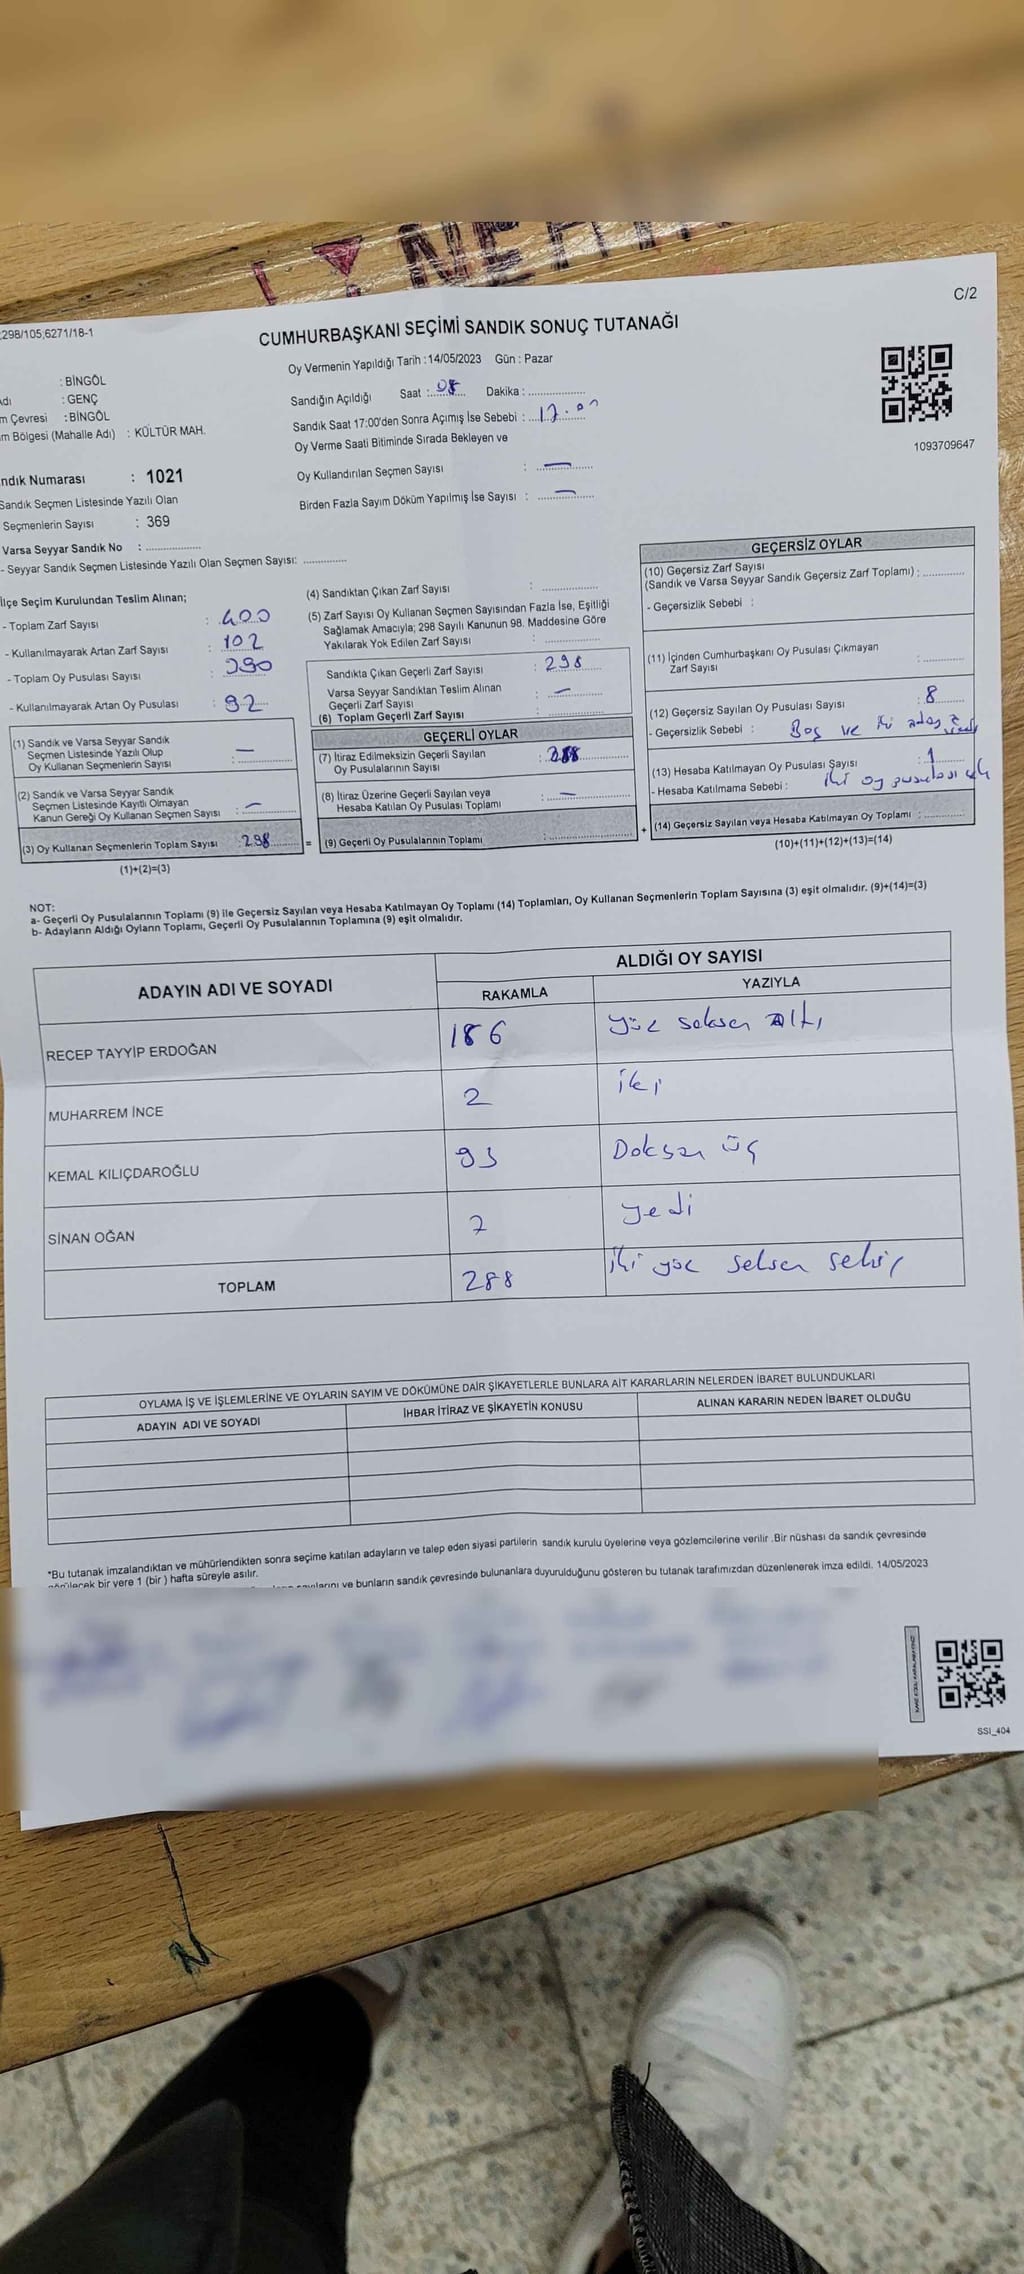 NEHİR
298/105,6271/18-1
C/2
CUMHURBAŞKANI SEÇİMİ SANDIK SONUÇ TUTANAĞI
Oy Vermenin Yapıldığı Tarih : 14/05/2023 Gün : Pazar
: BİNGÖL
Adı : GENÇ
m Çevresi : BİNGÖL
m Bölgesi (Mahalle Adı) : KÜLTÜR MAH.
Sandığın Açıldığı Saat : 08 Dakika :
Sandık Saat 17:00'den Sonra Açımış İse Sebebi : 17.00
Oy Verme Saati Bitiminde Sırada Bekleyen ve
Oy Kullandırılan Seçmen Sayısı : —
Birden Fazla Sayım Döküm Yapılmış İse Sayısı : —
1093709647
ndık Numarası : 1021
Sandık Seçmen Listesinde Yazılı Olan
Seçmenlerin Sayısı : 369
Varsa Seyyar Sandık No :
- Seyyar Sandık Seçmen Listesinde Yazılı Olan Seçmen Sayısı:
İlçe Seçim Kurulundan Teslim Alınan;
- Toplam Zarf Sayısı : 400
- Kullanılmayarak Artan Zarf Sayısı : 102
- Toplam Oy Pusulası Sayısı : 390
- Kullanılmayarak Artan Oy Pusulası : 92
(1) Sandık ve Varsa Seyyar Sandık
Seçmen Listesinde Yazılı Olup
Oy Kullanan Seçmenlerin Sayısı : —
(2) Sandık ve Varsa Seyyar Sandık
Seçmen Listesinde Kayıtlı Olmayan
Kanun Gereği Oy Kullanan Seçmen Sayısı : —
(3) Oy Kullanan Seçmenlerin Toplam Sayısı : 298
(1)+(2)=(3)
(4) Sandıktan Çıkan Zarf Sayısı :
(5) Zarf Sayısı Oy Kullanan Seçmen Sayısından Fazla İse, Eşitliği
Sağlamak Amacıyla; 298 Sayılı Kanunun 98. Maddesine Göre
Yakılarak Yok Edilen Zarf Sayısı :
Sandıkta Çıkan Geçerli Zarf Sayısı : 298
Varsa Seyyar Sandıktan Teslim Alınan
Geçerli Zarf Sayısı : —
(6) Toplam Geçerli Zarf Sayısı :
GEÇERLİ OYLAR
(7) İtiraz Edilmeksizin Geçerli Sayılan
Oy Pusulalarının Sayısı : 288
(8) İtiraz Üzerine Geçerli Sayılan veya
Hesaba Katılan Oy Pusulası Toplamı : —
= (9) Geçerli Oy Pusulalarının Toplamı : +
GEÇERSİZ OYLAR
(10) Geçersiz Zarf Sayısı
(Sandık ve Varsa Seyyar Sandık Geçersiz Zarf Toplamı) :
- Geçersizlik Sebebi :
(11) İçinden Cumhurbaşkanı Oy Pusulası Çıkmayan
Zarf Sayısı :
(12) Geçersiz Sayılan Oy Pusulası Sayısı : 8
- Geçersizlik Sebebi : Boş ve iki aday
(13) Hesaba Katılmayan Oy Pusulası Sayısı : 1
- Hesaba Katılmama Sebebi : iki oy pusulası
(14) Geçersiz Sayılan veya Hesaba Katılmayan Oy Toplamı :
(10)+(11)+(12)+(13)=(14)
NOT:
a- Geçerli Oy Pusulalarının Toplamı (9) ile Geçersiz Sayılan veya Hesaba Katılmayan Oy Toplamı (14) Toplamları, Oy Kullanan Seçmenlerin Toplam Sayısına (3) eşit olmalıdır. (9)+(14)=(3)
b- Adayların Aldığı Oyların Toplamı, Geçerli Oy Pusulalarının Toplamına (9) eşit olmalıdır.
ADAYIN ADI VE SOYADI ALDIĞI OY SAYISI
RAKAMLA YAZIYLA
RECEP TAYYİP ERDOĞAN 186 yüz seksen altı
MUHARREM İNCE 2 iki
KEMAL KILIÇDAROĞLU 93 Doksan üç
SİNAN OĞAN 7 yedi
TOPLAM 288 iki yüz seksen sekiz
OYLAMA İŞ VE İŞLEMLERİNE VE OYLARIN SAYIM VE DÖKÜMÜNE DAİR ŞİKAYETLERLE BUNLARA AİT KARARLARIN NELERDEN İBARET BULUNDUKLARI
ADAYIN ADI VE SOYADI İHBAR İTİRAZ VE ŞİKAYETİN KONUSU ALINAN KARARIN NEDEN İBARET OLDUĞU
*Bu tutanak imzalandıktan ve mühürlendikten sonra seçime katılan adayların ve talep eden siyasi partilerin sandık kurulu üyelerine veya gözlemcilerine verilir .Bir nüshası da sandık çevresinde
görülecek bir yere 1 (bir ) hafta süreyle asılır.
ve bunların sandık çevresinde bulunanlara duyurulduğunu gösteren bu tutanak tarafımızdan düzenlenerek imza edildi. 14/05/2023
SSI_404
N